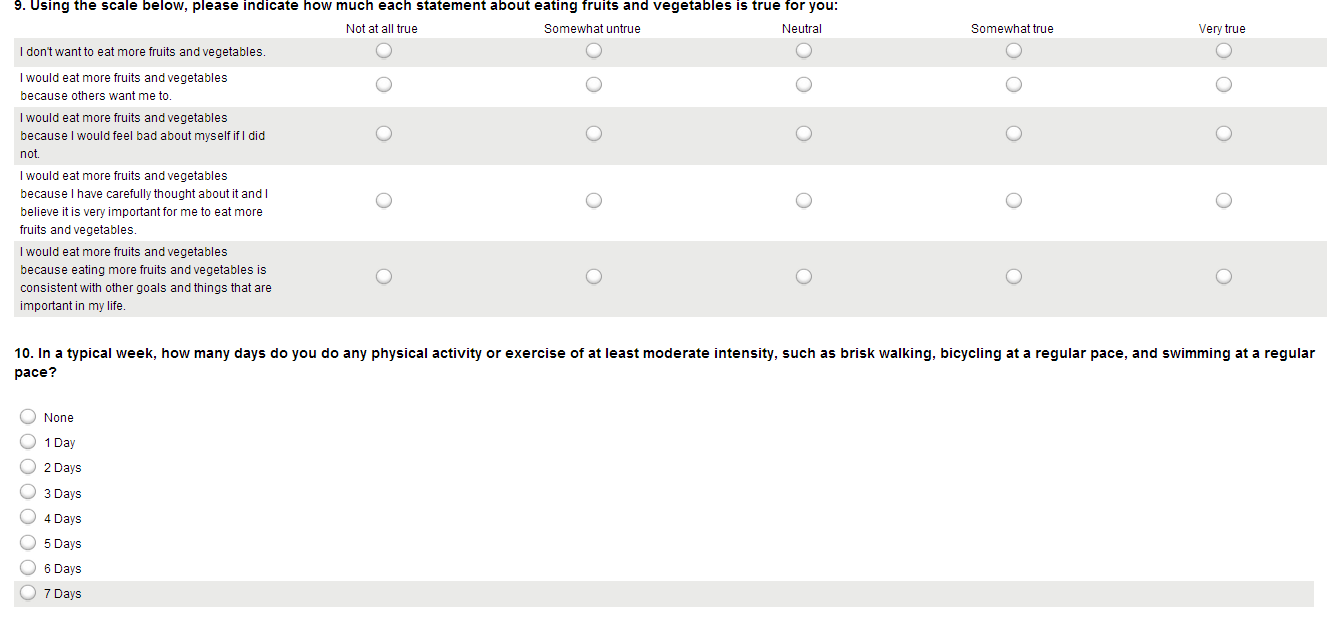 9. Using the scale below, please indicate how much each statement about eating fruits and vegetables is true for you:
Not at all true Somewhat untrue Neutral Somewhat true Very true
I don't want to eat more fruits and vegetables.
I would eat more fruits and vegetables
because others want me to.
I would eat more fruits and vegetables
because I would feel bad about myself if I did
not.
I would eat more fruits and vegetables
because I have carefully thought about it and I
believe it is very important for me to eat more
fruits and vegetables.
I would eat more fruits and vegetables
because eating more fruits and vegetables is
consistent with other goals and things that are
important in my life.
10. In a typical week, how many days do you do any physical activity or exercise of at least moderate intensity, such as brisk walking, bicycling at a regular pace, and swimming at a regular
pace?
None
1 Day
2 Days
3 Days
4 Days
5 Days
6 Days
7 Days